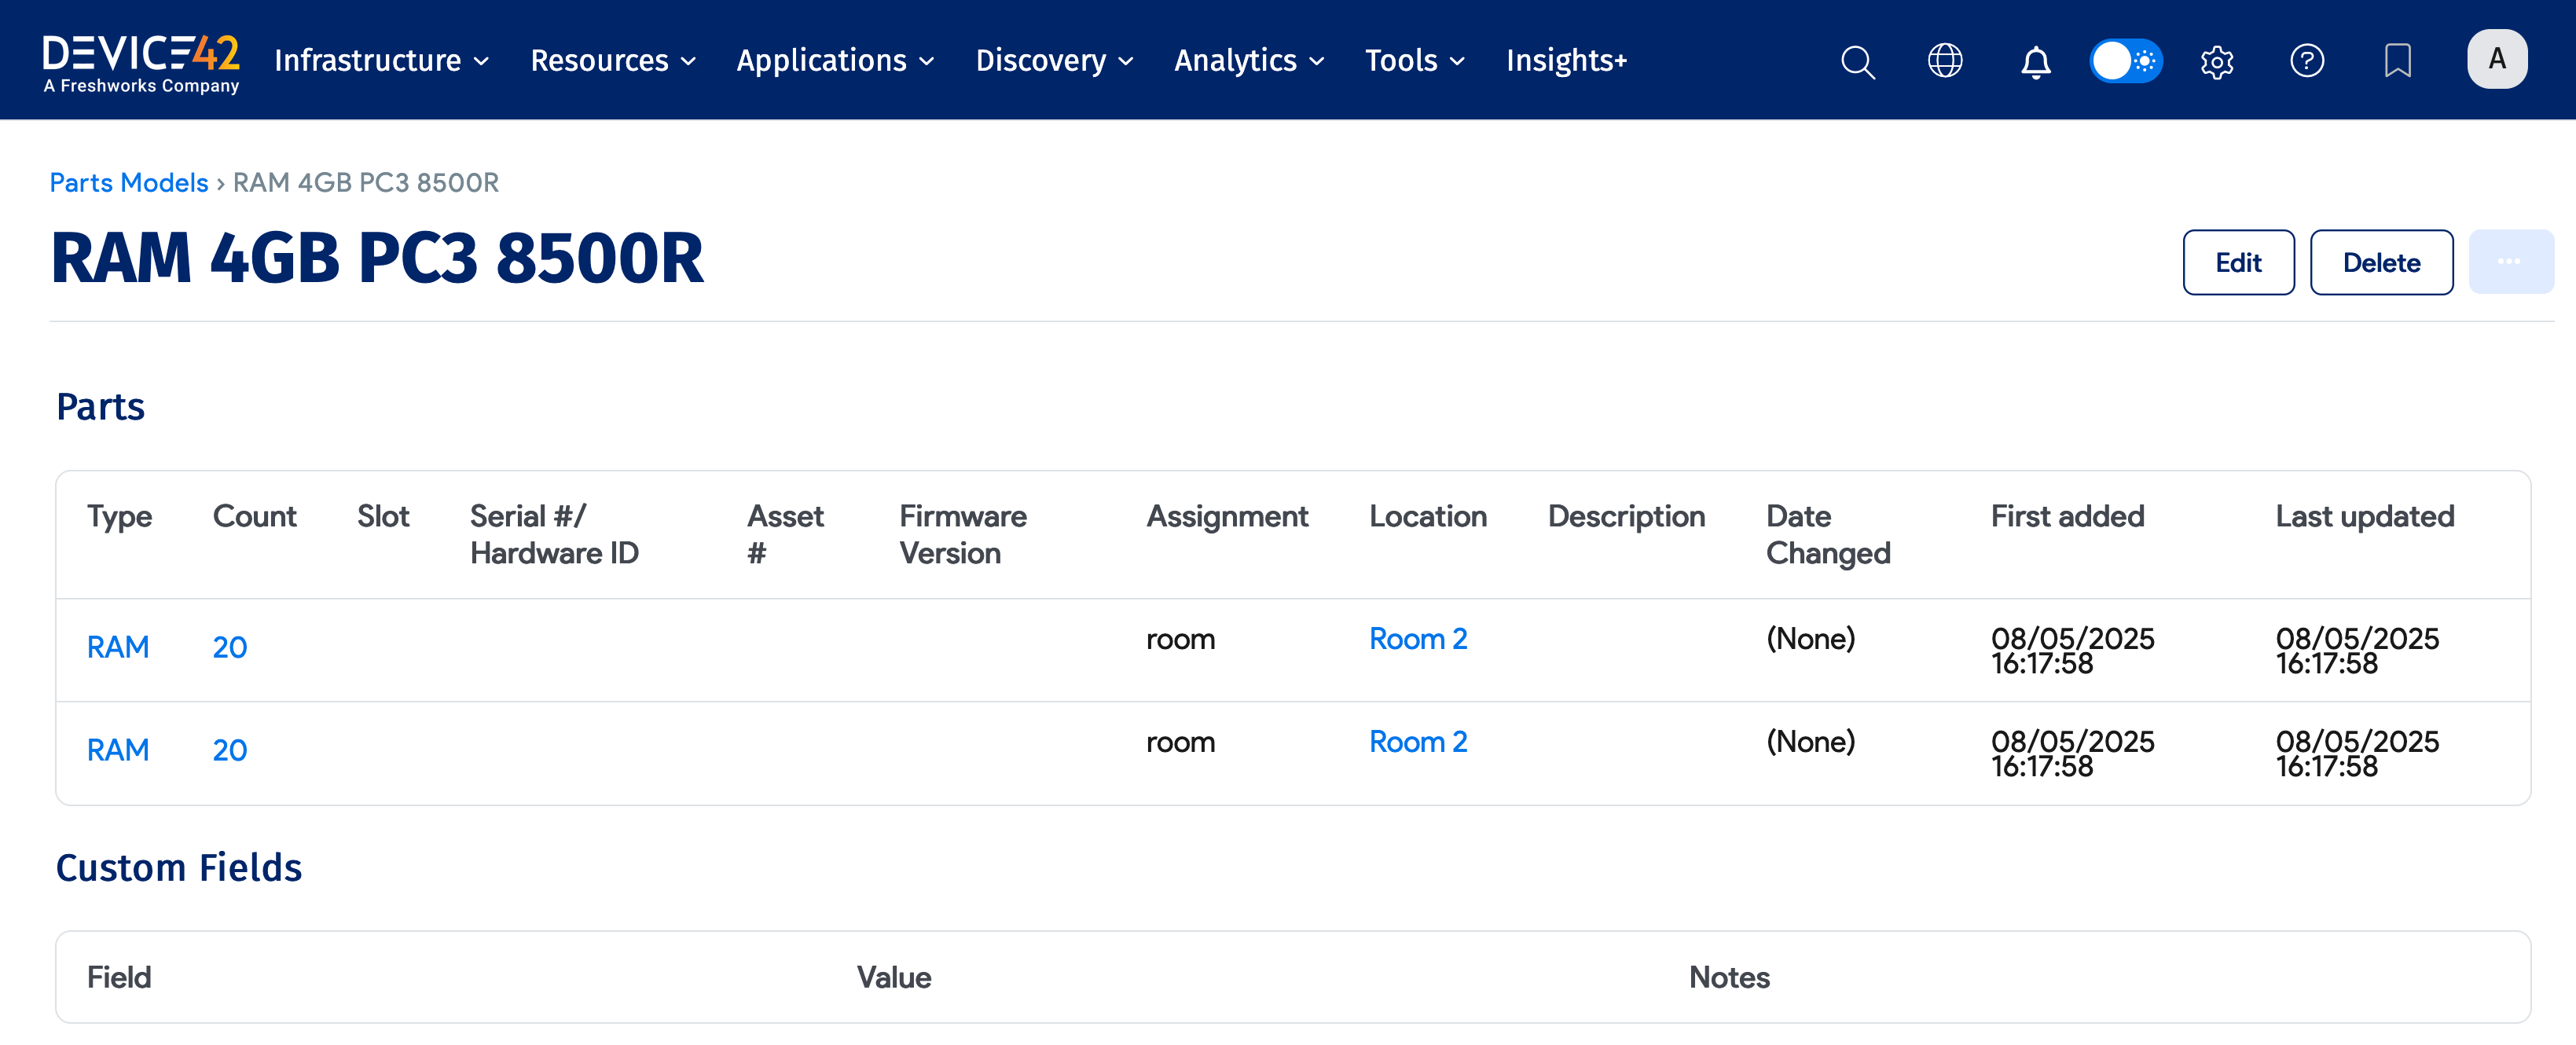 DEVICE42
A Freshworks Company
Infrastructure Resources Applications Discovery Analytics Tools Insights+ A
Parts Models › RAM 4GB PC3 8500R
RAM 4GB PC3 8500R
Edit Delete ...
Parts
Type Count Slot Serial #/ Hardware ID Asset # Firmware Version Assignment Location Description Date Changed First added Last updated
RAM 20 room Room 2 (None) 08/05/2025 16:17:58 08/05/2025 16:17:58
RAM 20 room Room 2 (None) 08/05/2025 16:17:58 08/05/2025 16:17:58
Custom Fields
Field Value Notes